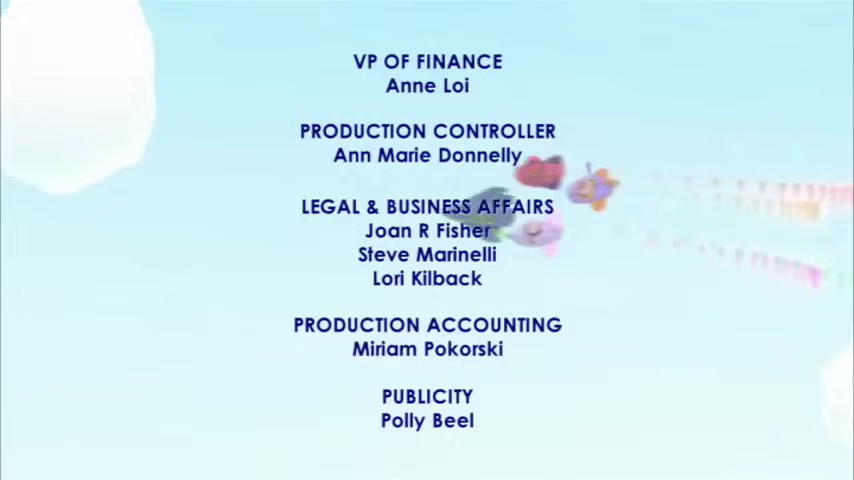 VP OF FINANCE
Anne Loi
PRODUCTION CONTROLLER
Ann Marie Donnelly
LEGAL & BUSINESS AFFAIRS
Joan R Fisher
Steve Marinelli
Lori Kilback
PRODUCTION ACCOUNTING
Miriam Pokorski
PUBLICITY
Polly Beel